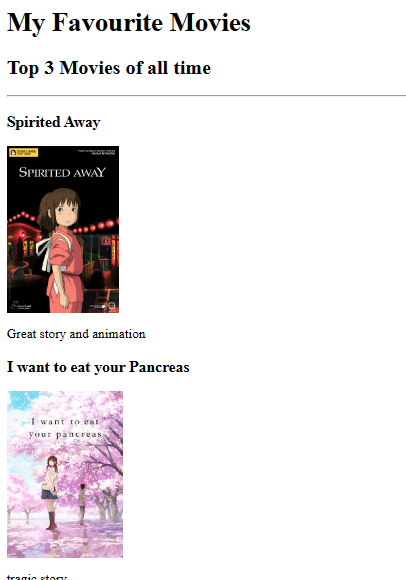 My Favourite Movies
Top 3 Movies of all time
Spirited Away
SPIRITED AWAY
Great story and animation
I want to eat your Pancreas
I want to eat
your pancreas
tragic story